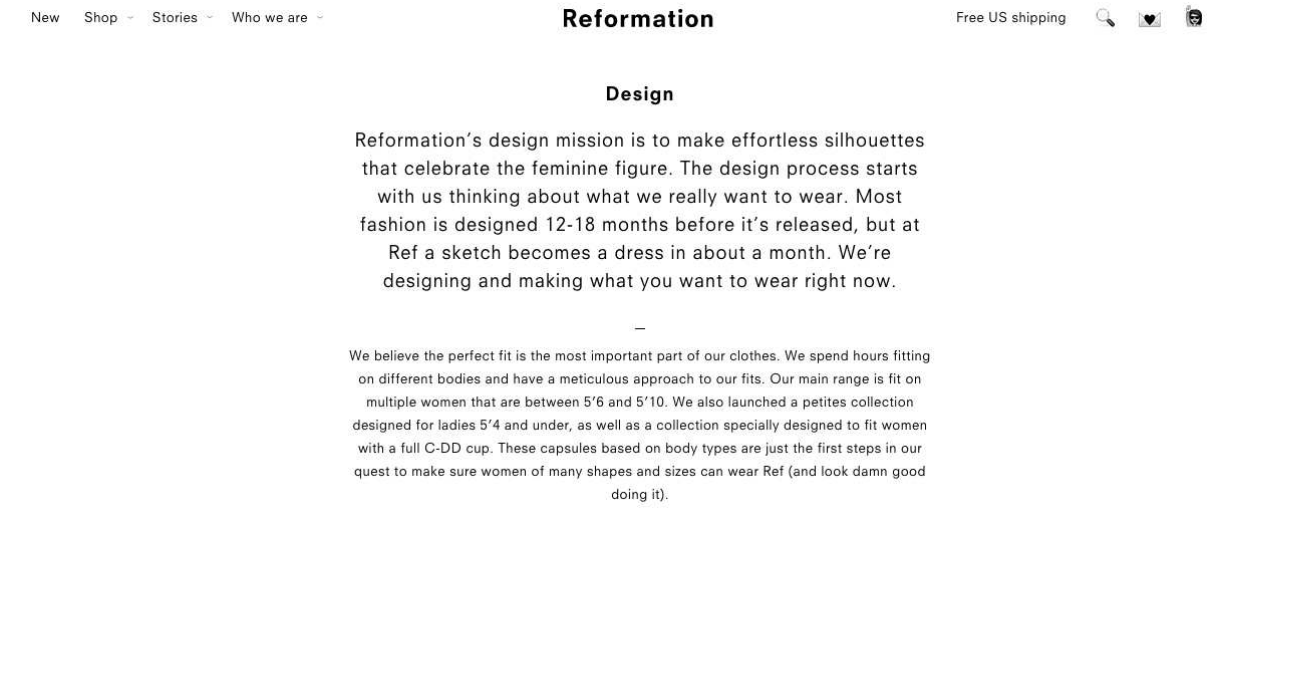 New Shop Stories Who we are Reformation Free US shipping
Design
Reformation’s design mission is to make effortless silhouettes
that celebrate the feminine figure. The design process starts
with us thinking about what we really want to wear. Most
fashion is designed 12-18 months before it’s released, but at
Ref a sketch becomes a dress in about a month. We’re
designing and making what you want to wear right now.
—
We believe the perfect fit is the most important part of our clothes. We spend hours fitting
on different bodies and have a meticulous approach to our fits. Our main range is fit on
multiple women that are between 5’6 and 5’10. We also launched a petites collection
designed for ladies 5’4 and under, as well as a collection specially designed to fit women
with a full C-DD cup. These capsules based on body types are just the first steps in our
quest to make sure women of many shapes and sizes can wear Ref (and look damn good
doing it).